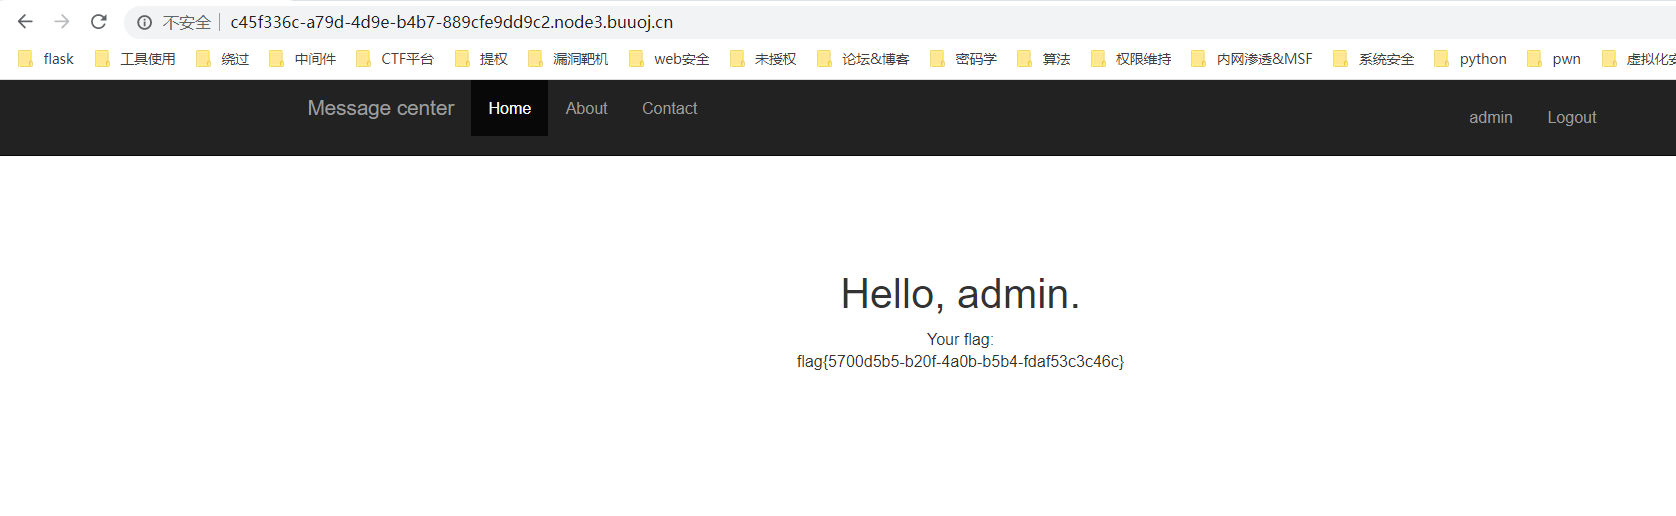 不安全 c45f336c-a79d-4d9e-b4b7-889cfe9dd9c2.node3.buuoj.cn
flask 工具使用 绕过 中间件 CTF平台 提权 漏洞靶机 web安全 未授权 论坛&博客 密码学 算法 权限维持 内网渗透&MSF 系统安全 python pwn 虚拟化安
Message center Home About Contact admin Logout
Hello, admin.
Your flag:
flag{5700d5b5-b20f-4a0b-b5b4-fdaf53c3c46c}